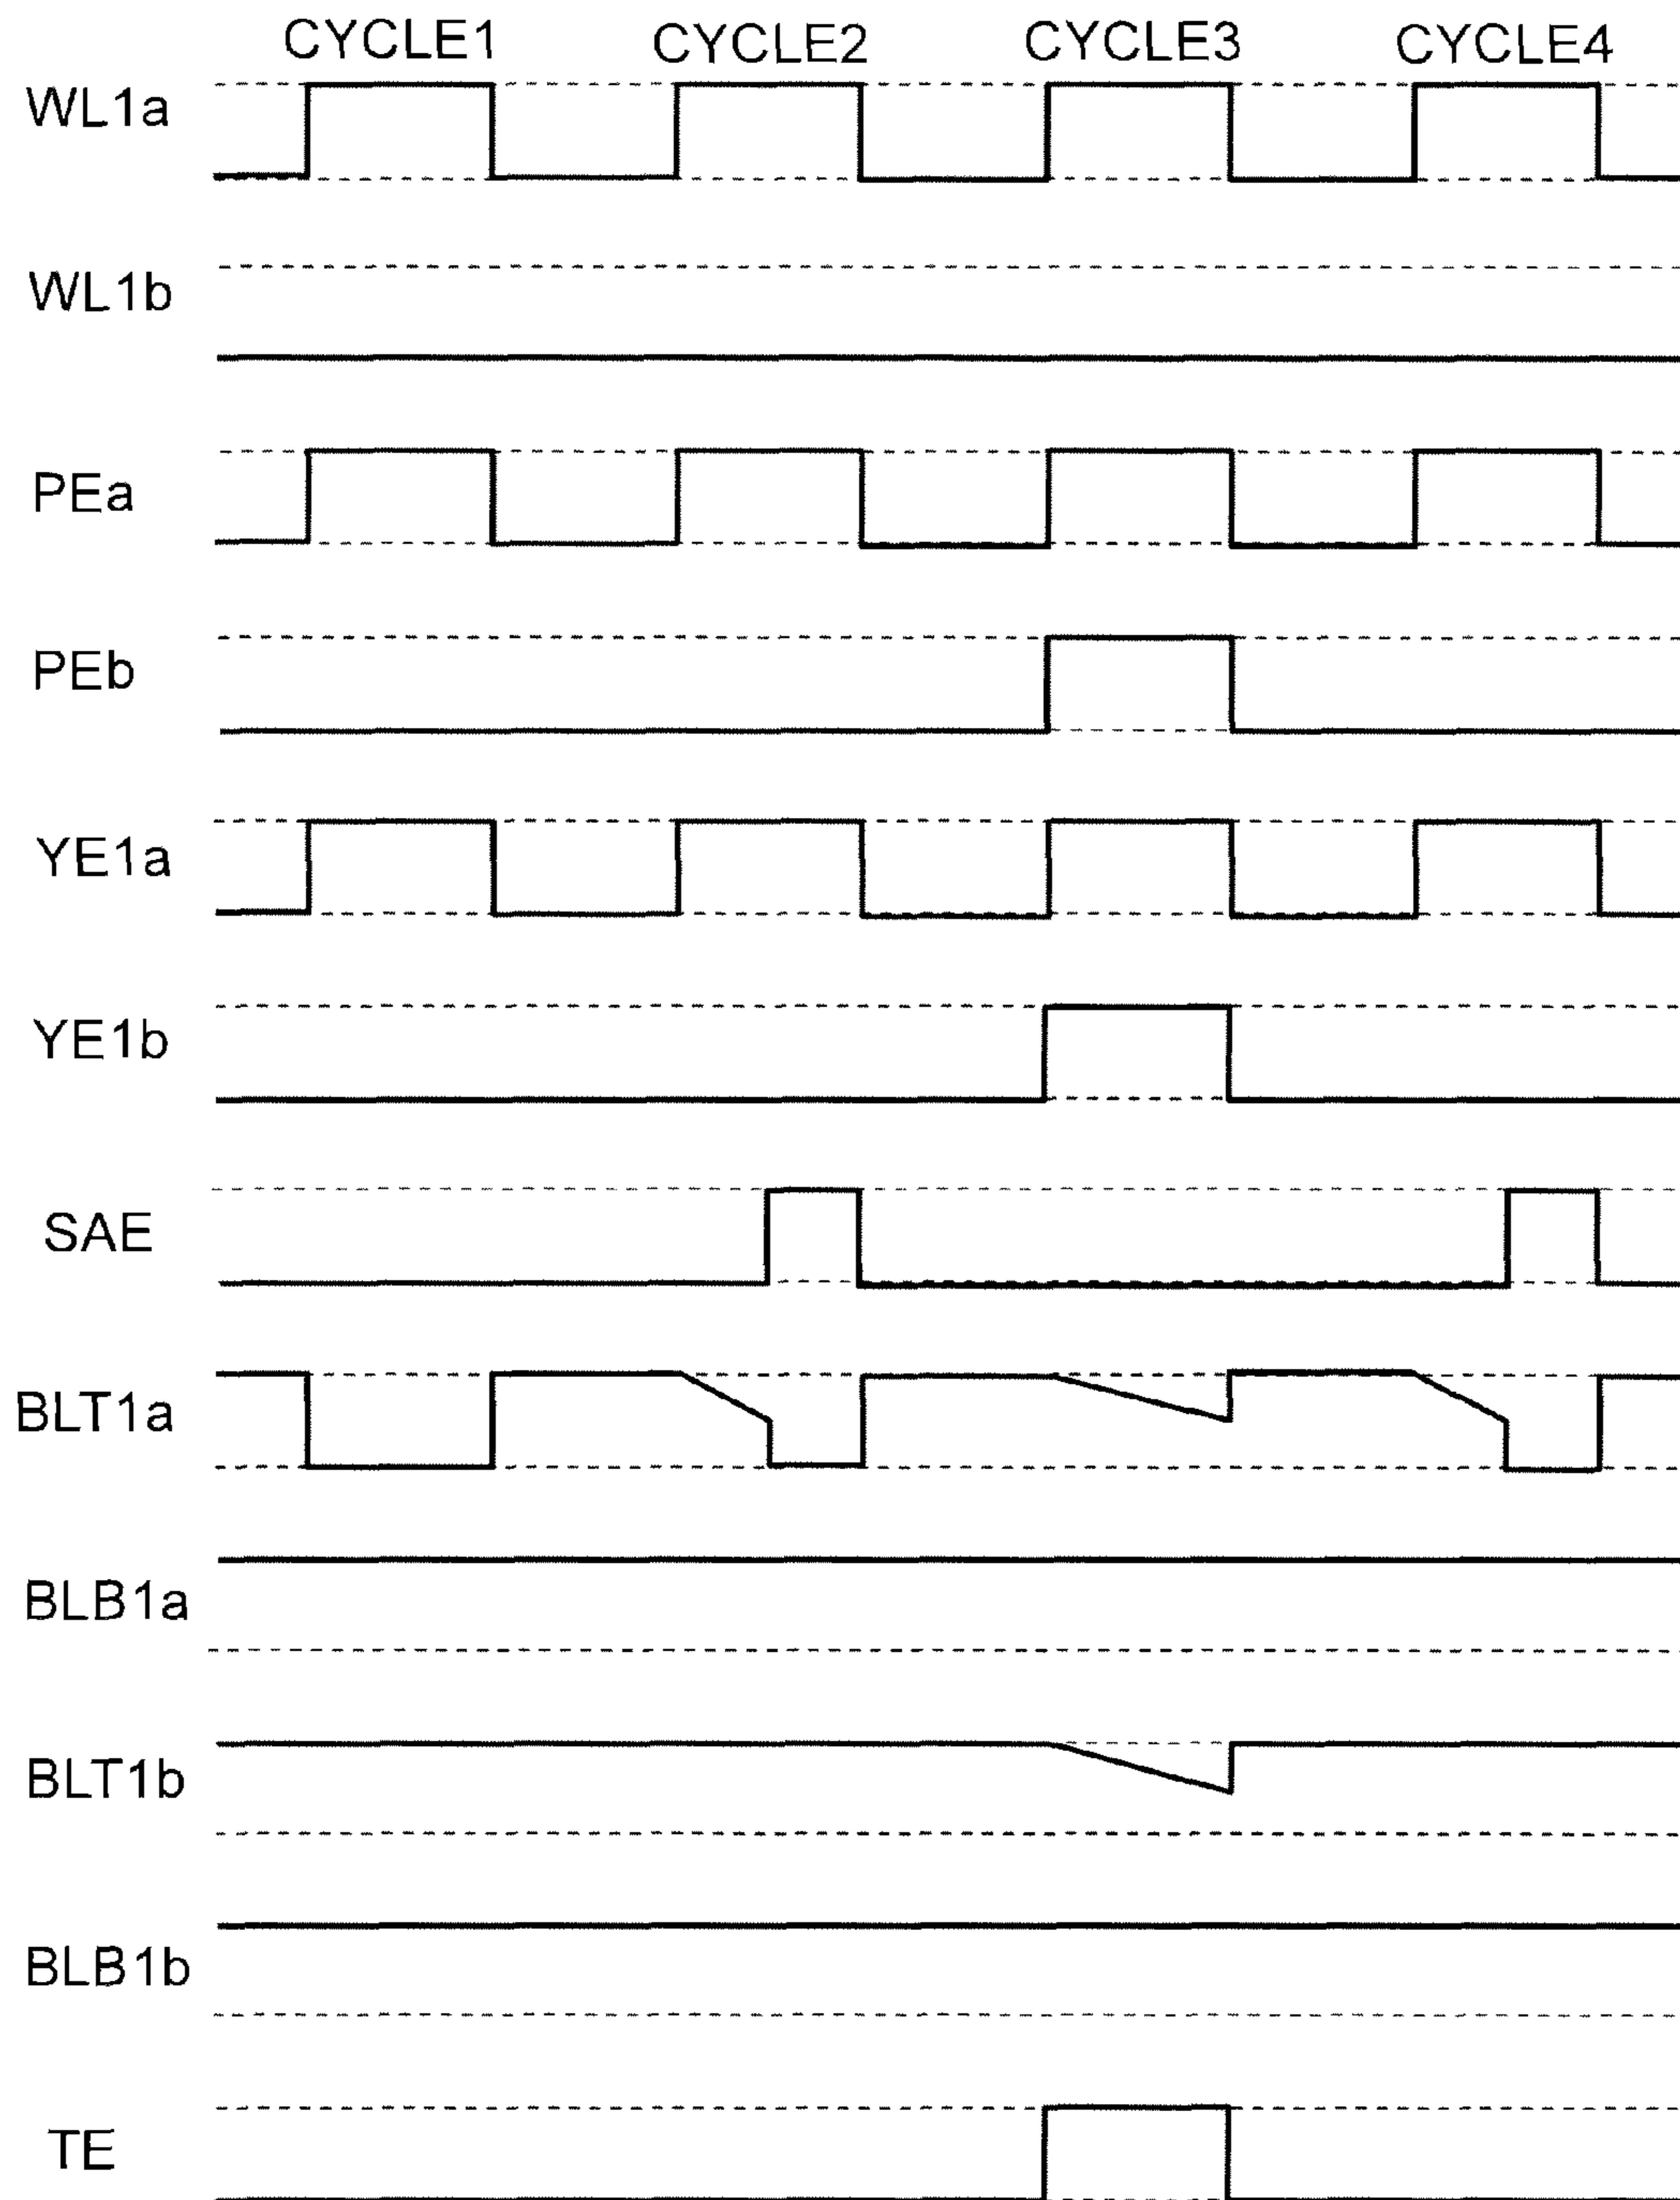 CYCLE1 CYCLE2 CYCLE3 CYCLE4
WL1a
WL1b
PEa
PEb
YE1a
YE1b
SAE
BLT1a
BLB1a
BLT1b
BLB1b
TE